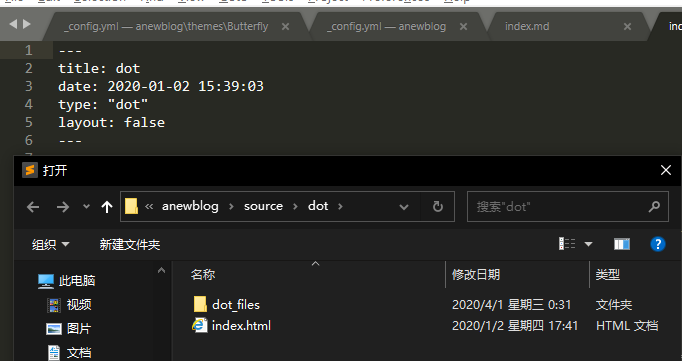 _config.yml — anewblog\themes\Butterfly
_config.yml — anewblog
index.md
1 ---
2 title: dot
3 date: 2020-01-02 15:39:03
4 type: "dot"
5 layout: false
6 ---
打开
« anewblog › source › dot ›
搜索"dot"
组织
新建文件夹
此电脑
视频
图片
文档
名称 修改日期 类型
dot_files 2020/4/1 星期三 0:31 文件夹
index.html 2020/1/2 星期四 17:41 HTML 文档